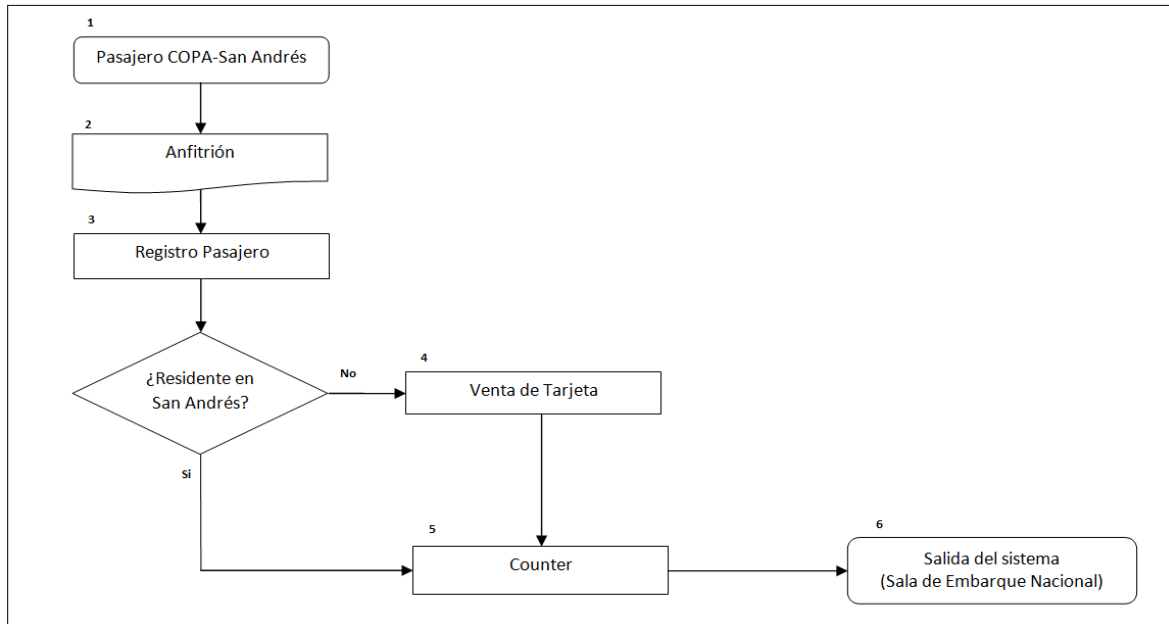 1
Pasajero COPA-San Andrés
2
Anfitrión
3
Registro Pasajero
¿Residente en
San Andrés?
No
4
Venta de Tarjeta
Si
5
Counter
6
Salida del sistema
(Sala de Embarque Nacional)